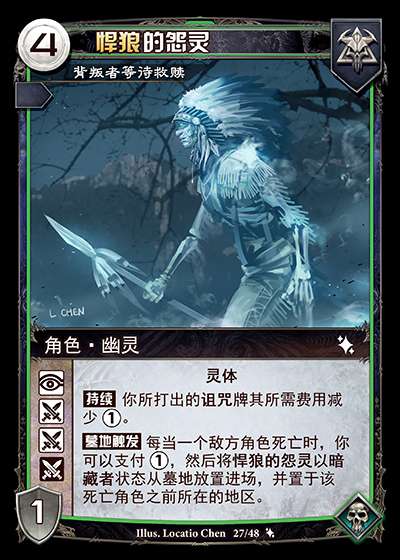 4
悍狼的怨灵
背叛者等待救赎
L CHEN
角色・幽灵
灵体
持续 你所打出的诅咒牌其所需费用减
少①。
墓地触发 每当一个敌方角色死亡时，你
可以支付①，然后将悍狼的怨灵以暗
藏者状态从墓地放置进场，并置于该
死亡角色之前所在的地区。
1
Illus. Locatio Chen 27/48